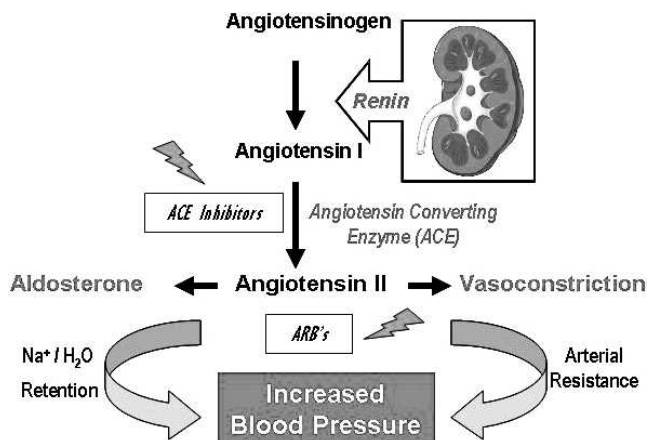 Angiotensinogen
Renin
Angiotensin I
ACE Inhibitors
Angiotensin Converting
Enzyme (ACE)
Aldosterone
Angiotensin II
Vasoconstriction
ARB's
Na⁺ / H₂O
Retention
Arterial
Resistance
Increased
Blood Pressure